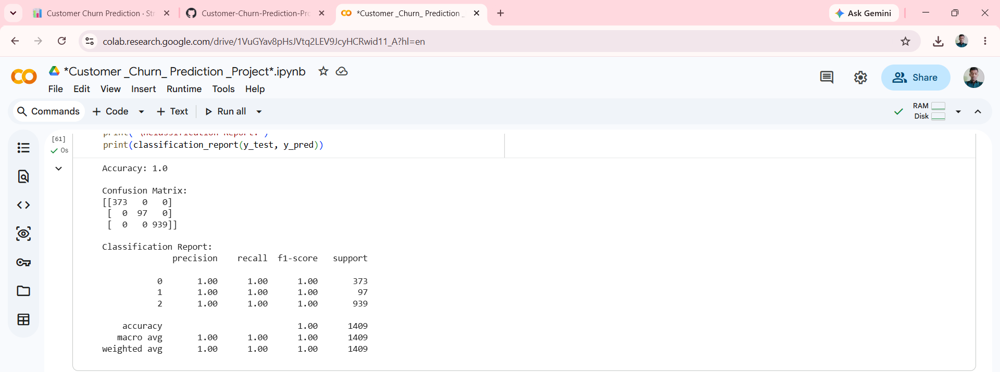 Customer Churn Prediction · Str
Customer-Churn-Prediction-Pro
*Customer _Churn_ Prediction _
Ask Gemini
colab.research.google.com/drive/1VuGYav8pHsJVtq2LEV9JcyHCRwid11_A?hl=en
*Customer _Churn_ Prediction _Project*.ipynb
File Edit View Insert Runtime Tools Help
Share
Commands + Code + Text Run all
RAM
Disk
[61]
print("\nClassification Report:")
0s
print(classification_report(y_test, y_pred))
Accuracy: 1.0
Confusion Matrix:
[[373   0   0]
 [  0  97   0]
 [  0   0 939]]
Classification Report:
              precision    recall  f1-score   support
           0       1.00      1.00      1.00       373
           1       1.00      1.00      1.00        97
           2       1.00      1.00      1.00       939
    accuracy                           1.00      1409
   macro avg       1.00      1.00      1.00      1409
weighted avg       1.00      1.00      1.00      1409